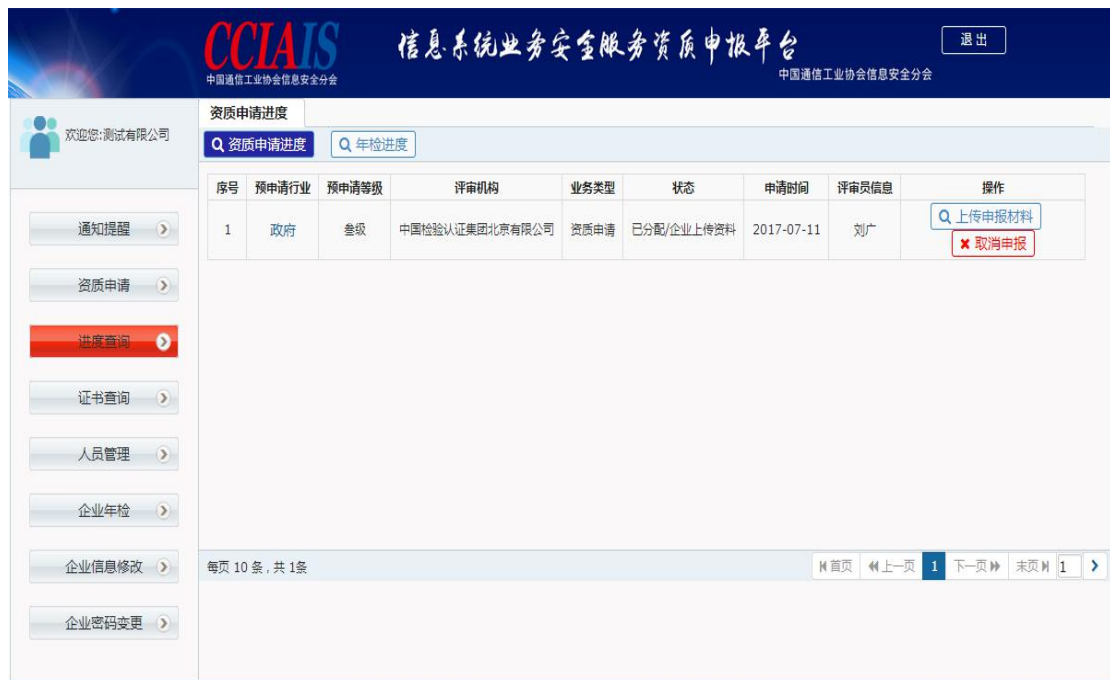 CCIAIS
中国通信工业协会信息安全分会
信息系统业务安全服务资质申报平台
中国通信工业协会信息安全分会
退出
欢迎您:测试有限公司
通知提醒
资质申请
进度查询
证书查询
人员管理
企业年检
企业信息修改
企业密码变更
资质申请进度
资质申请进度 年检进度
序号 预申请行业 预申请等级 评审机构 业务类型 状态 申请时间 评审员信息 操作
1 政府 叁级 中国检验认证集团北京有限公司 资质申请 已分配/企业上传资料 2017-07-11 刘广 上传申报材料
取消申报
每页 10 条 , 共 1条 首页 上一页 1 下一页 末页 1